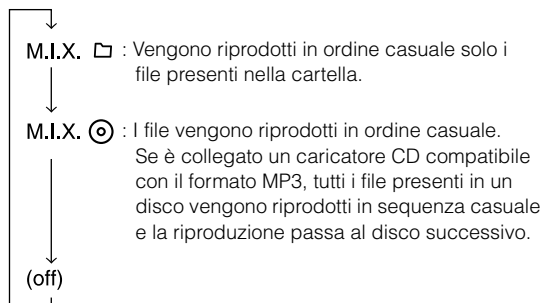 M.I.X. : Vengono riprodotti in ordine casuale solo i
file presenti nella cartella.
M.I.X. : I file vengono riprodotti in ordine casuale.
Se è collegato un caricatore CD compatibile
con il formato MP3, tutti i file presenti in un
disco vengono riprodotti in sequenza casuale
e la riproduzione passa al disco successivo.
(off)